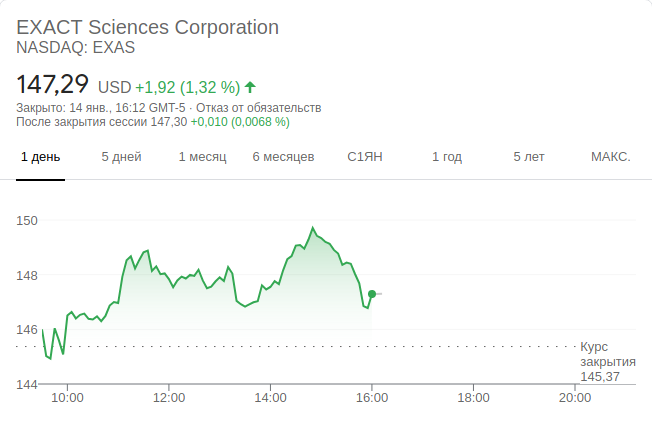 EXACT Sciences Corporation
NASDAQ: EXAS
147,29 USD +1,92 (1,32 %)
Закрыто: 14 янв., 16:12 GMT-5 · Отказ от обязательств
После закрытия сессии 147,30 +0,010 (0,0068 %)
1 день 5 дней 1 месяц 6 месяцев С1ЯН 1 год 5 лет МАКС.
150
148
146
Курс
закрытия
145,37
144
10:00 12:00 14:00 16:00 18:00 20:00